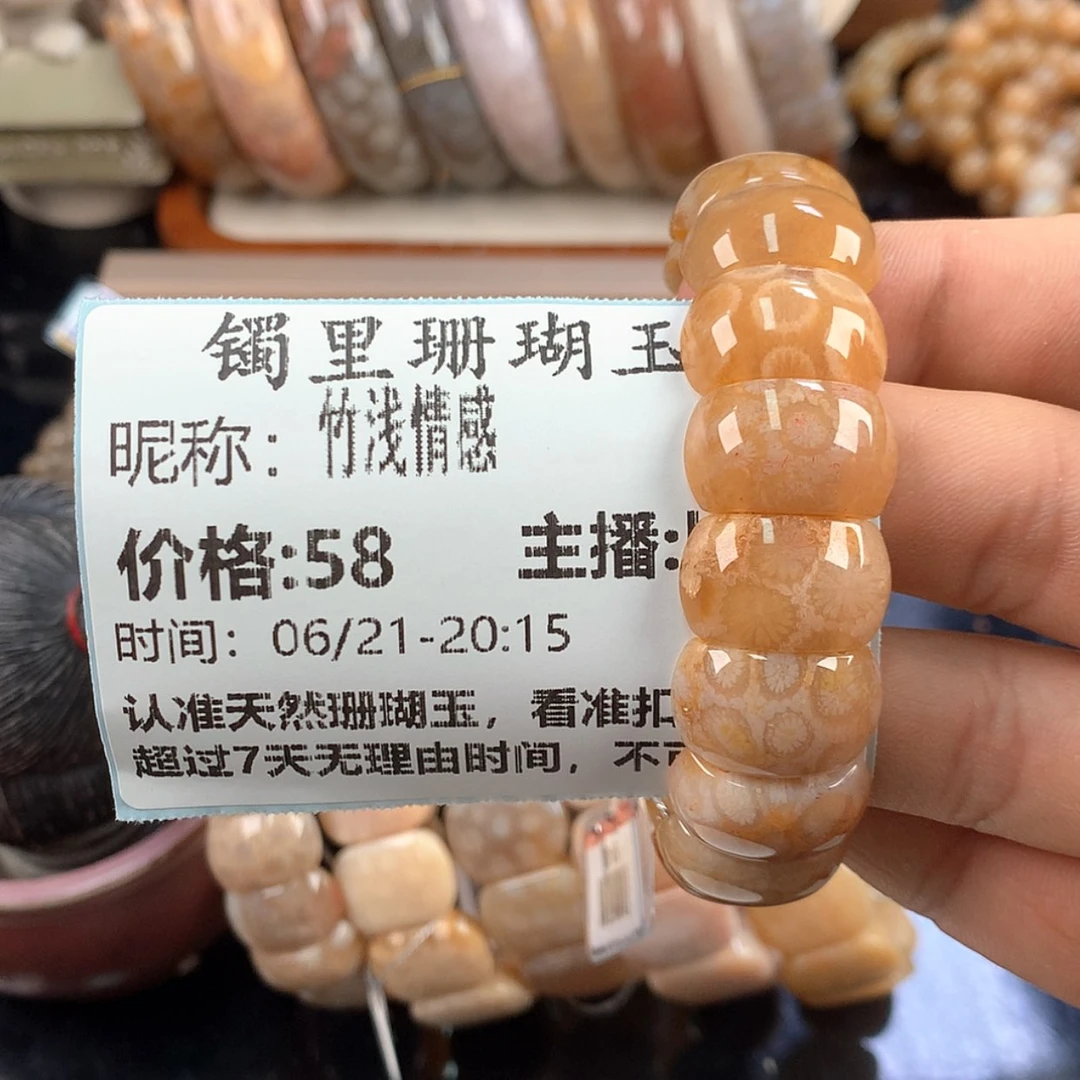 镯里珊瑚玉
昵称：竹浅情感
价格:58 主播:
时间：06/21-20:15
认准天然珊瑚玉，看准扣
超过7天无理由时间，不